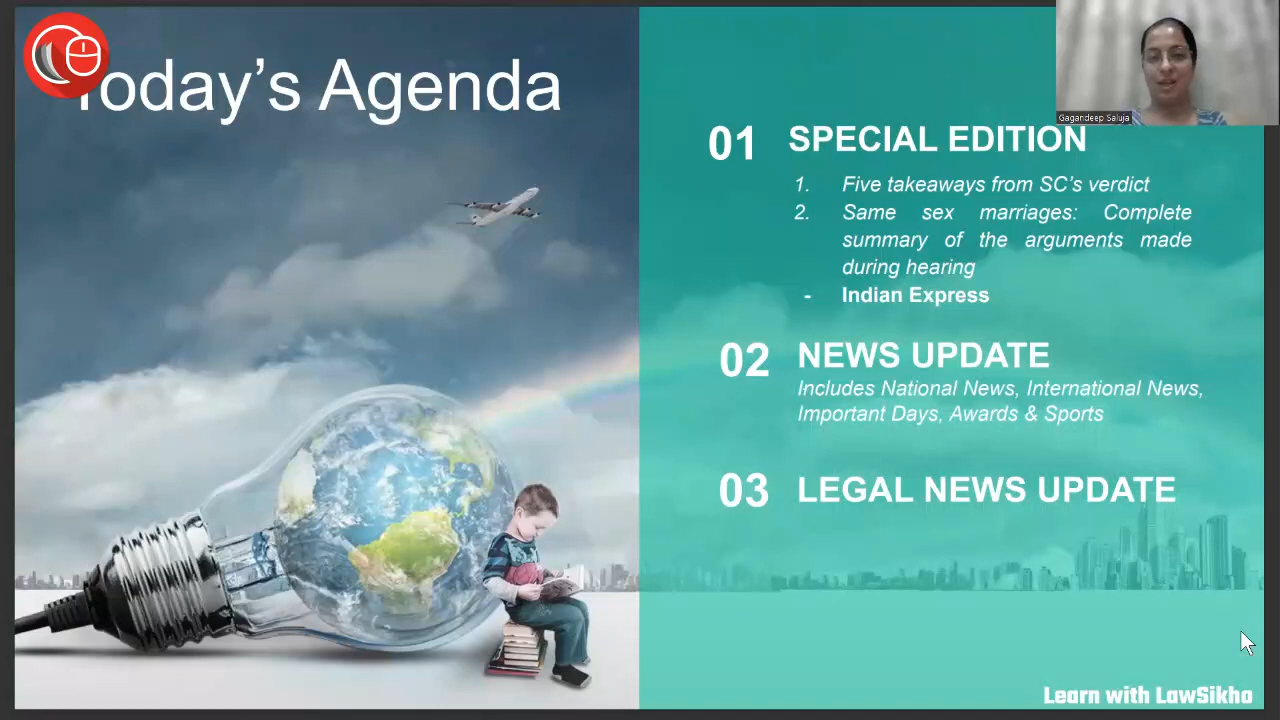 Today's Agenda
Gagandeep Saluja
01 SPECIAL EDITION
1. Five takeaways from SC's verdict
2. Same sex marriages: Complete
summary of the arguments made
during hearing
- Indian Express
02 NEWS UPDATE
Includes National News, International News,
Important Days, Awards & Sports
03 LEGAL NEWS UPDATE
Learn with LawSikho